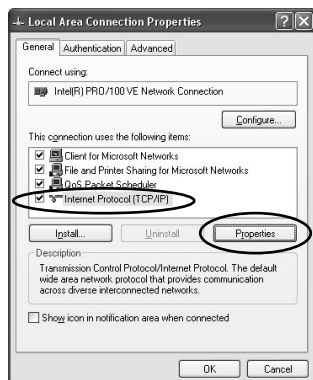 Local Area Connection Properties
General Authentication Advanced
Connect using:
Intel(R) PRO/100 VE Network Connection
Configure...
This connection uses the following items:
Client for Microsoft Networks
File and Printer Sharing for Microsoft Networks
QoS Packet Scheduler
Internet Protocol (TCP/IP)
Install... Uninstall Properties
Description
Transmission Control Protocol/Internet Protocol. The default
wide area network protocol that provides communication
across diverse interconnected networks.
Show icon in notification area when connected
OK Cancel